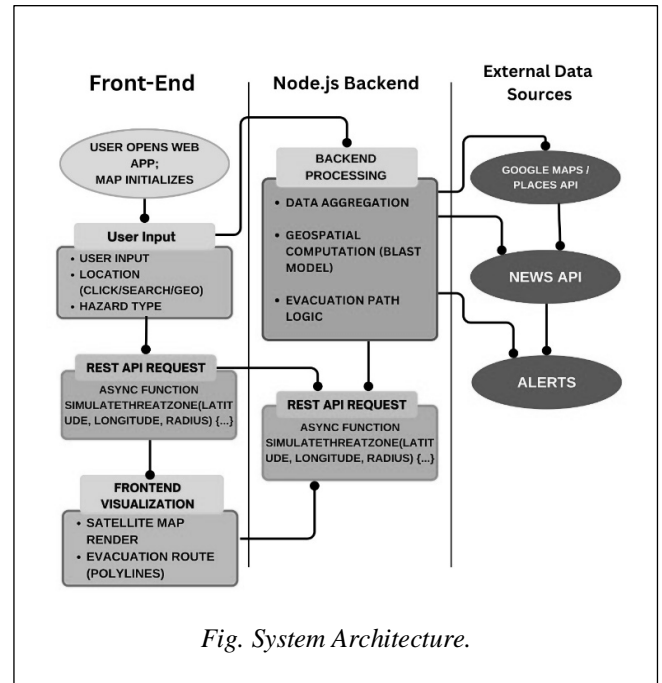 Front-End
USER OPENS WEB
APP;
MAP INITIALIZES
User Input
• USER INPUT
• LOCATION
(CLICK/SEARCH/GEO)
• HAZARD TYPE
REST API REQUEST
ASYNC FUNCTION
SIMULATETHREATZONE(LATIT
UDE, LONGITUDE, RADIUS) {...}
FRONTEND
VISUALIZATION
• SATELLITE MAP
RENDER
• EVACUATION ROUTE
(POLYLINES)
Node.js Backend
BACKEND
PROCESSING
• DATA AGGREGATION
• GEOSPATIAL
COMPUTATION (BLAST
MODEL)
• EVACUATION PATH
LOGIC
REST API REQUEST
ASYNC FUNCTION
SIMULATETHREATZONE(LATIT
UDE, LONGITUDE, RADIUS) {...}
External Data
Sources
GOOGLE MAPS /
PLACES API
NEWS API
ALERTS
Fig. System Architecture.